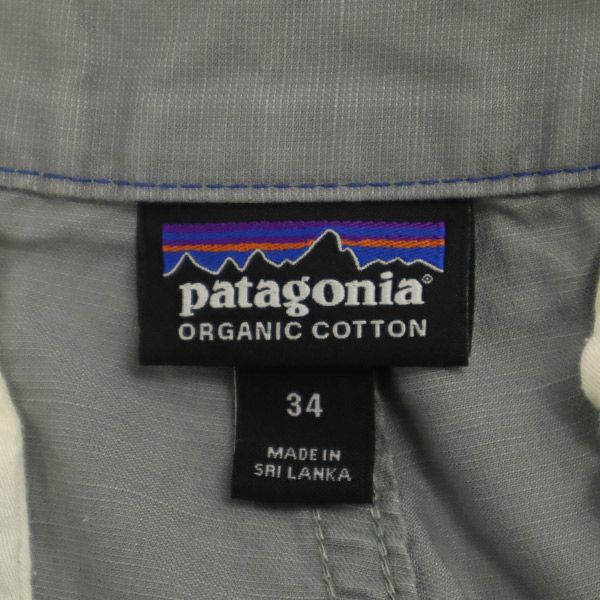 patagonia®
ORGANIC COTTON
34
MADE IN
SRI LANKA